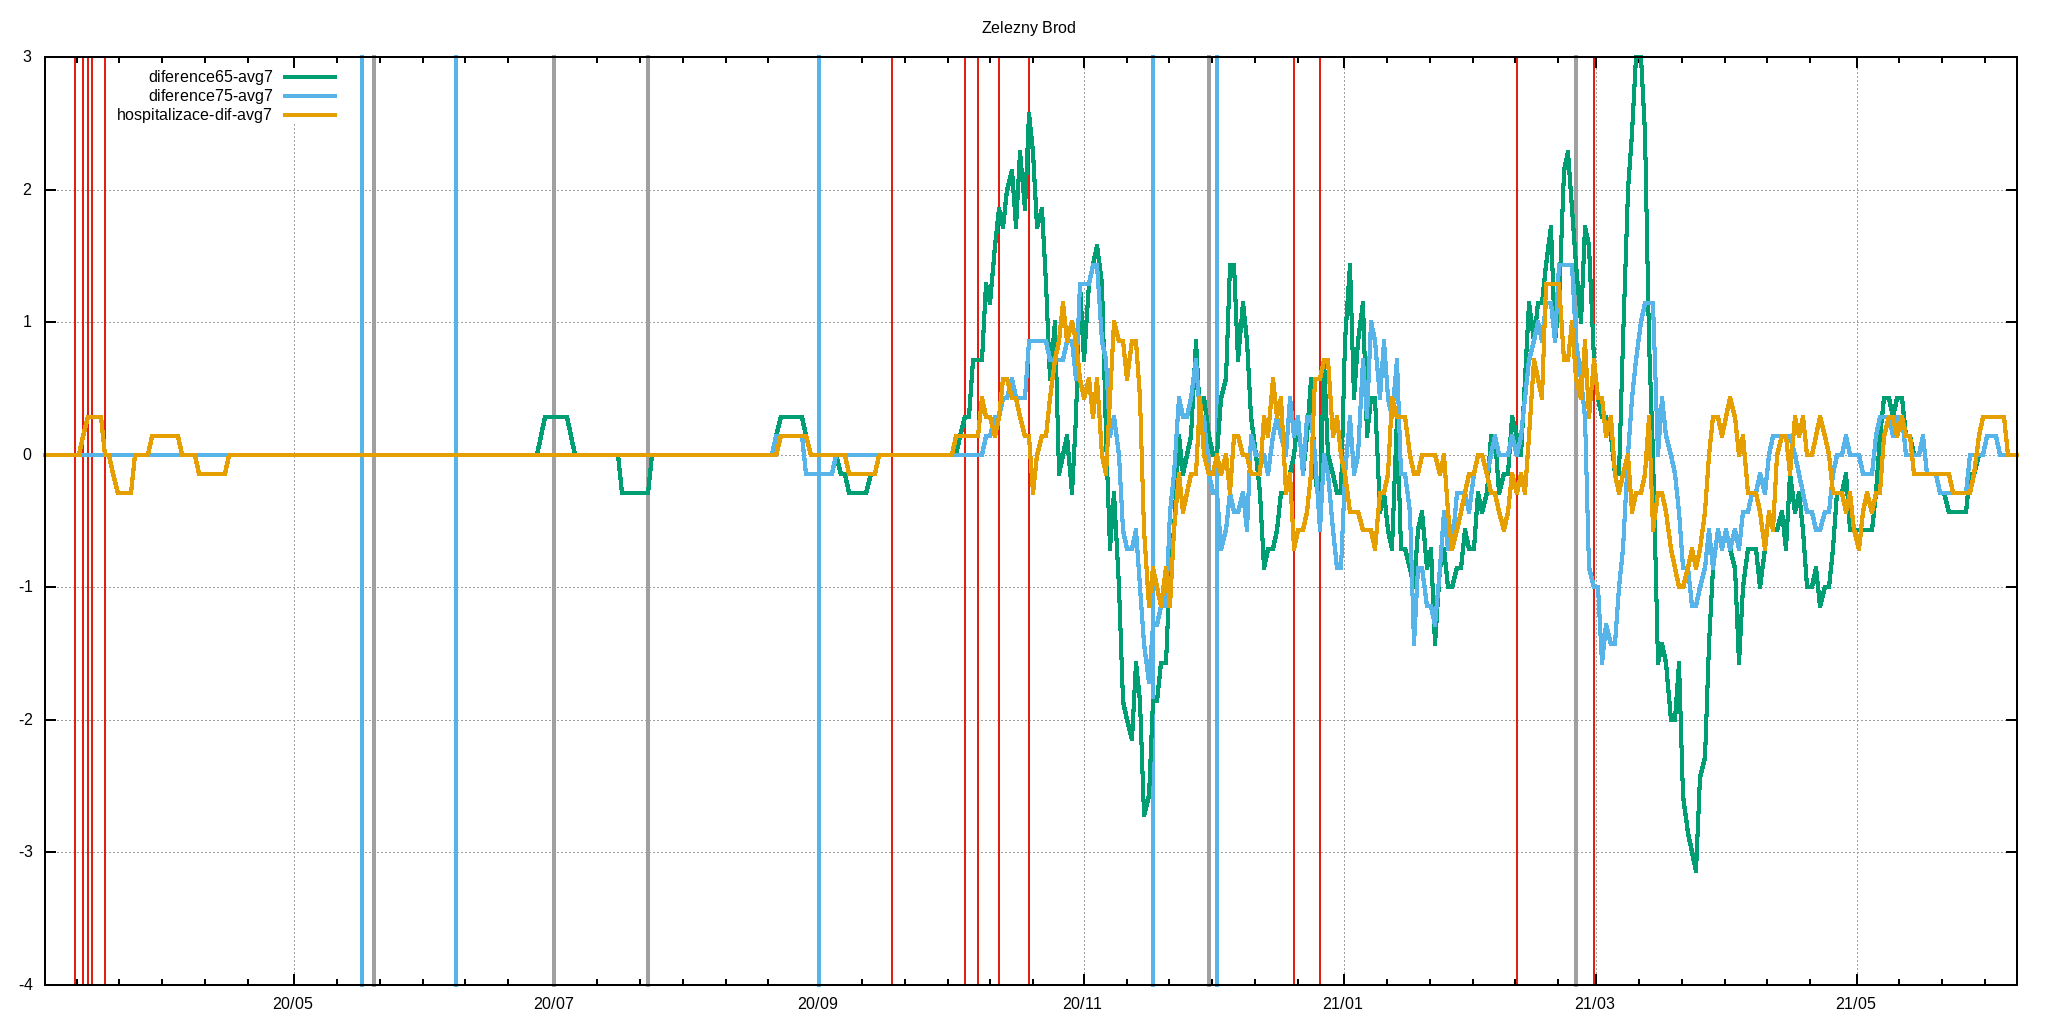 Zelezny Brod
diference65-avg7
diference75-avg7
hospitalizace-dif-avg7
3
2
1
0
-1
-2
-3
-4
20/05 20/07 20/09 20/11 21/01 21/03 21/05